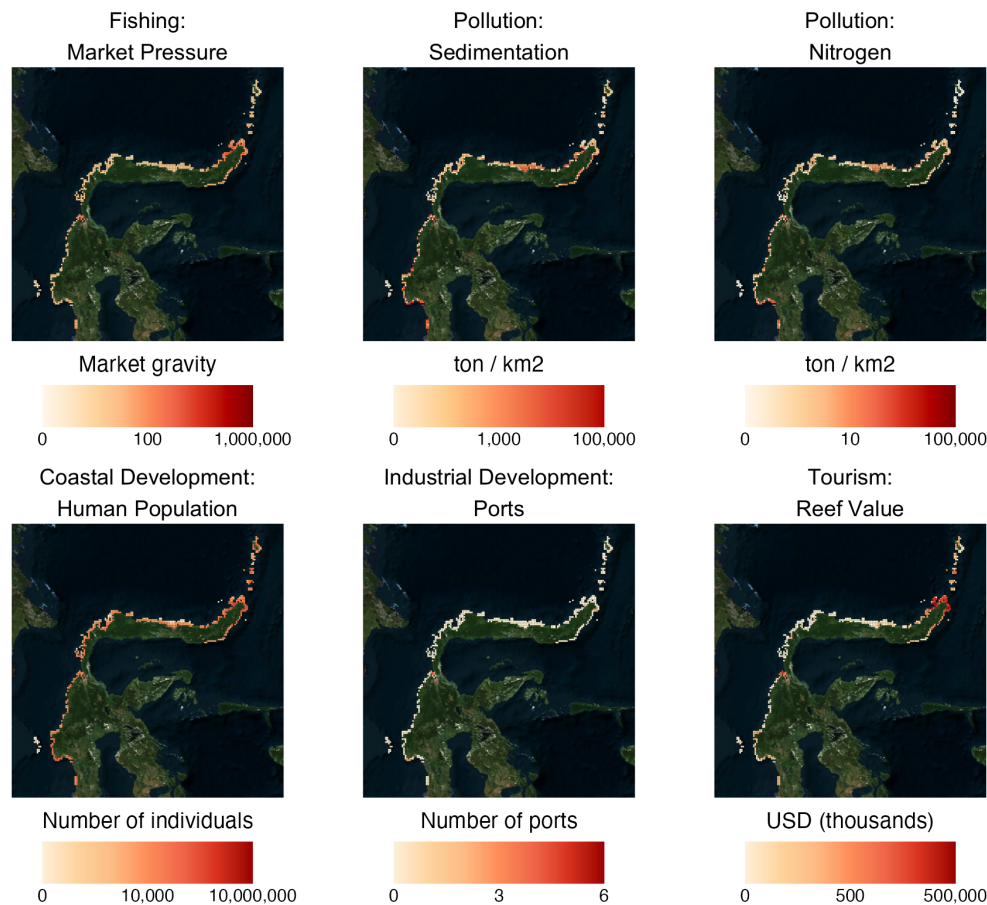 Fishing:
Market Pressure
Pollution:
Sedimentation
Pollution:
Nitrogen
Market gravity
0 100 1,000,000
ton / km2
0 1,000 100,000
ton / km2
0 10 100,000
Coastal Development:
Human Population
Industrial Development:
Ports
Tourism:
Reef Value
Number of individuals
0 10,000 10,000,000
Number of ports
0 3 6
USD (thousands)
0 500 500,000